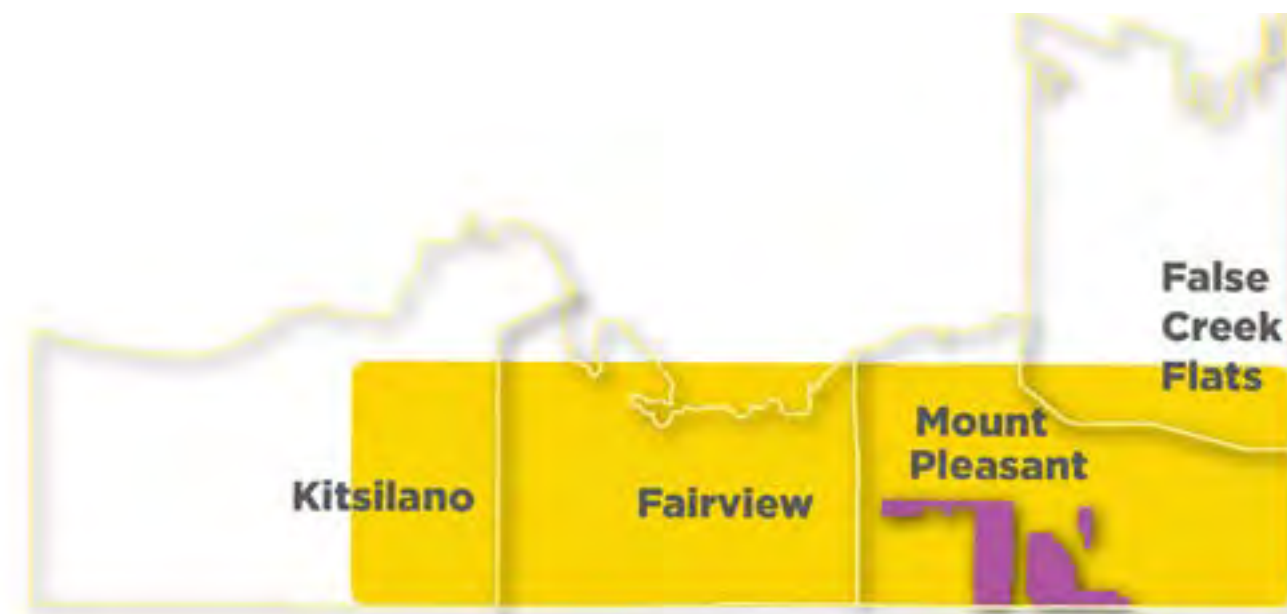 False
Creek
Flats
Mount
Pleasant
Kitsilano
Fairview